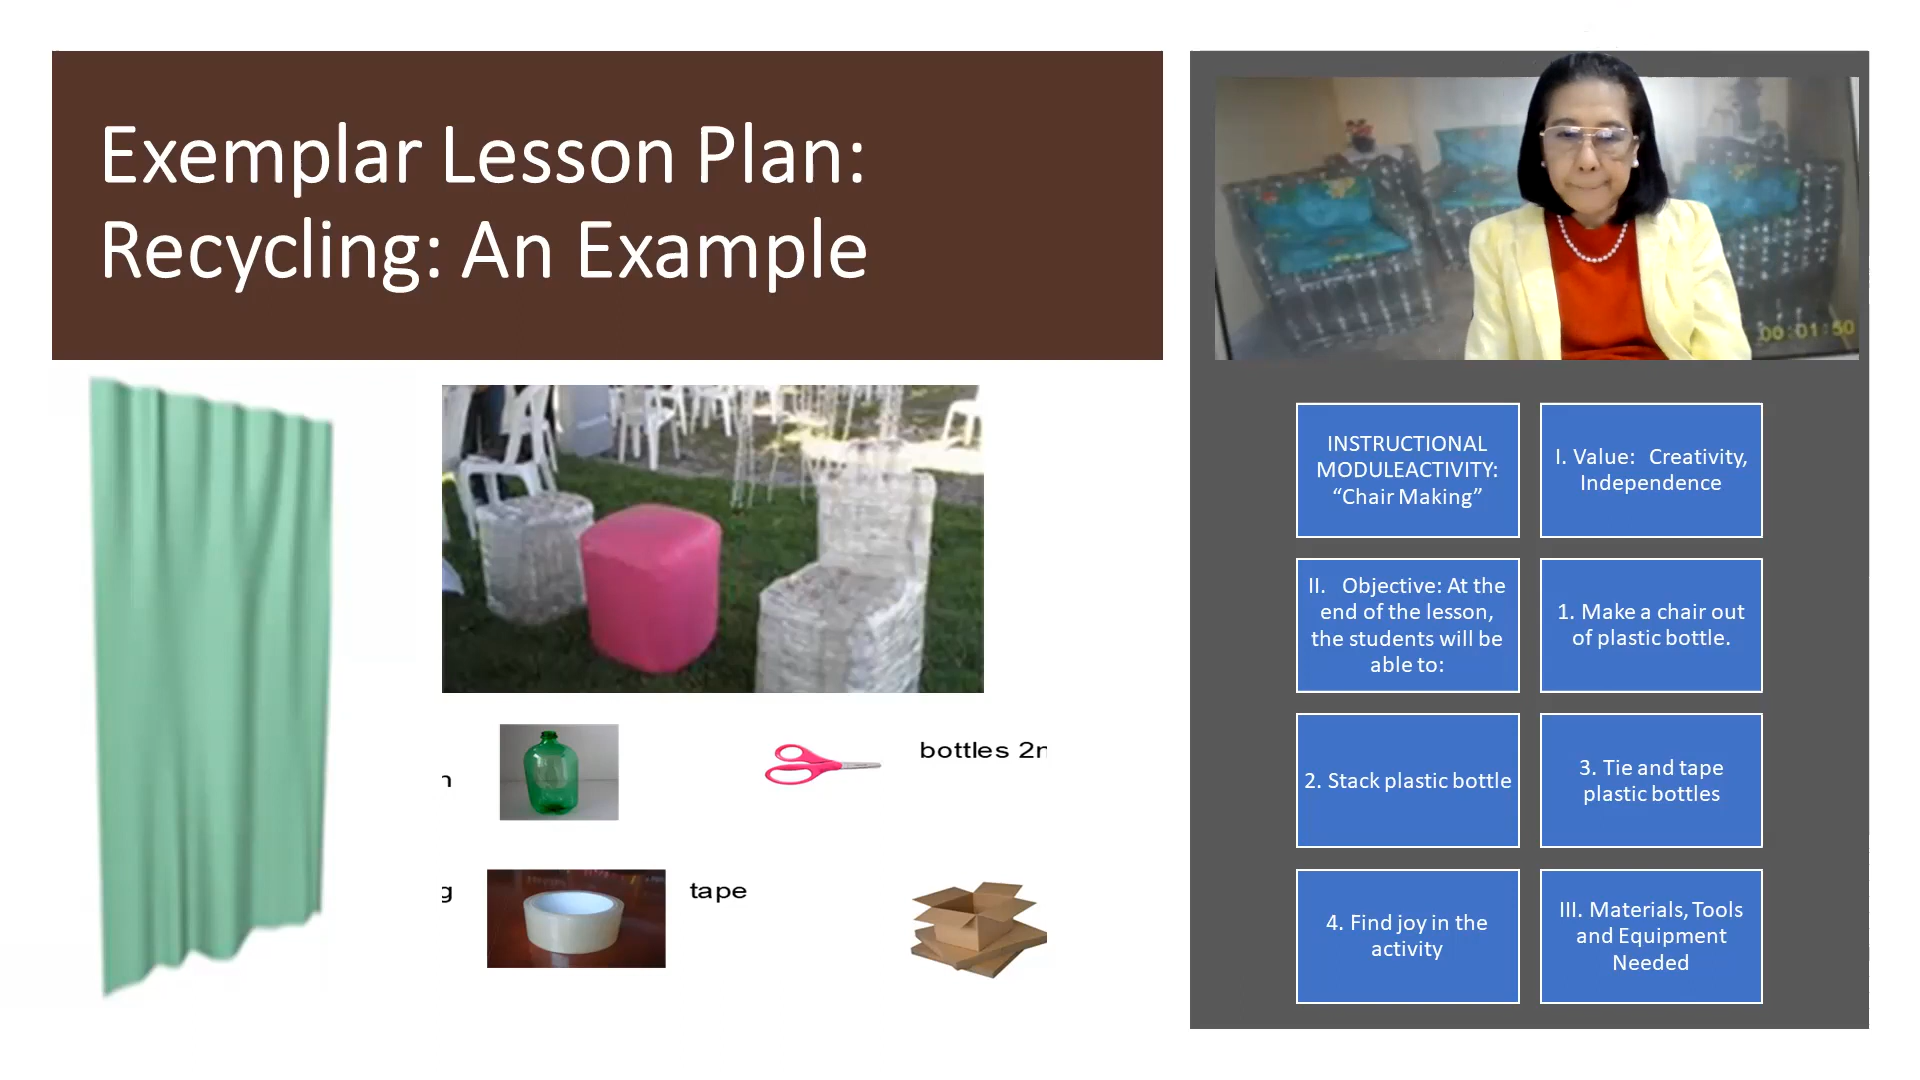 Exemplar Lesson Plan:
Recycling: An Example
00:01:50
INSTRUCTIONAL
MODULEACTIVITY:
“Chair Making”
I. Value: Creativity,
Independence
II. Objective: At the
end of the lesson,
the students will be
able to:
1. Make a chair out
of plastic bottle.
2. Stack plastic bottle
3. Tie and tape
plastic bottles
4. Find joy in the
activity
III. Materials, Tools
and Equipment
Needed
bottles
tape